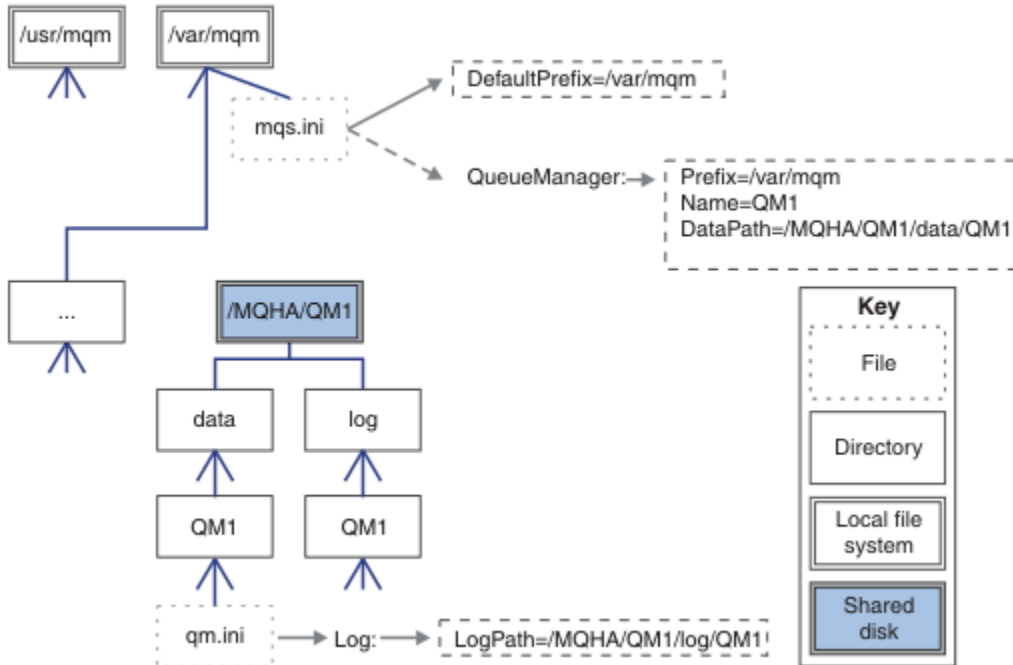 /usr/mqm
/var/mqm
mqs.ini
DefaultPrefix=/var/mqm
QueueManager:
Prefix=/var/mqm
Name=QM1
DataPath=/MQHA/QM1/data/QM1
...
/MQHA/QM1
data
log
QM1
QM1
qm.ini
Log:
LogPath=/MQHA/QM1/log/QM1
Key
File
Directory
Local file
system
Shared
disk